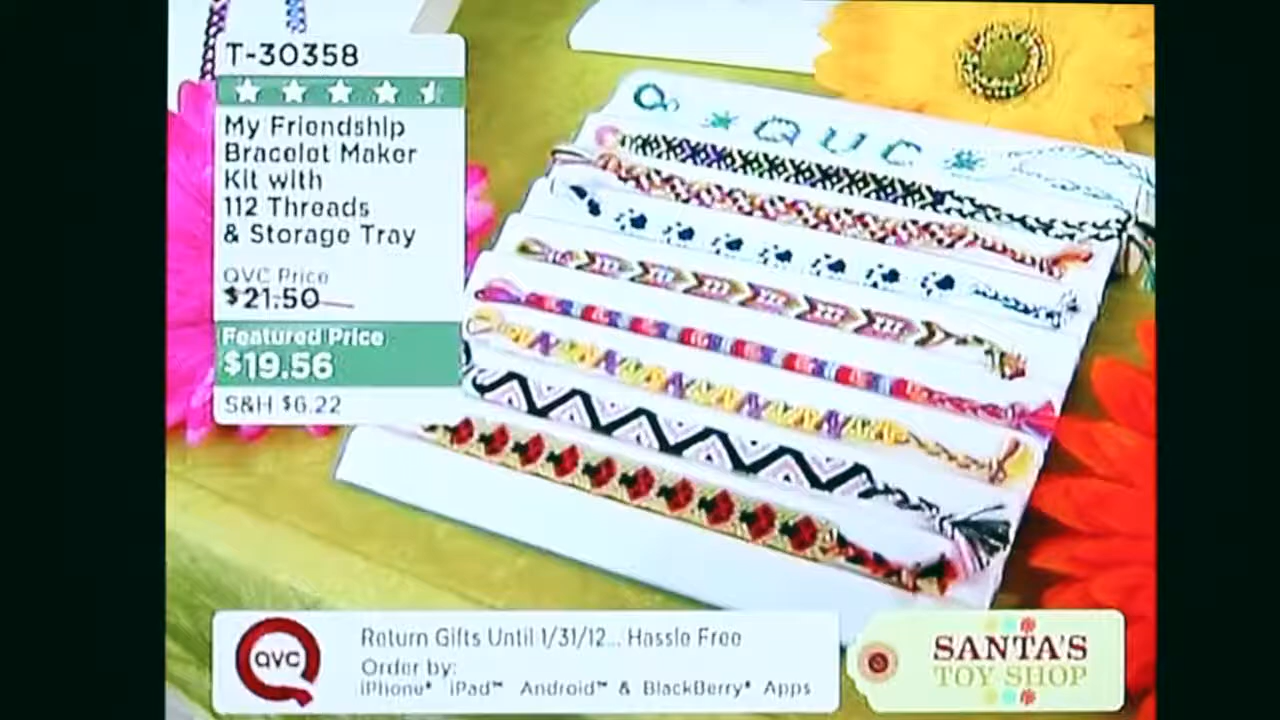 T-30358
My Friendship
Bracelet Maker
Kit with
112 Threads
& Storage Tray
QVC Price
$21.50
Featured Price
$19.56
S&H $6.22
QVC
QVC
Return Gifts Until 1/31/12... Hassle Free
Order by:
iPhone® iPad™ Android™ & BlackBerry® Apps
SANTA'S
TOY SHOP